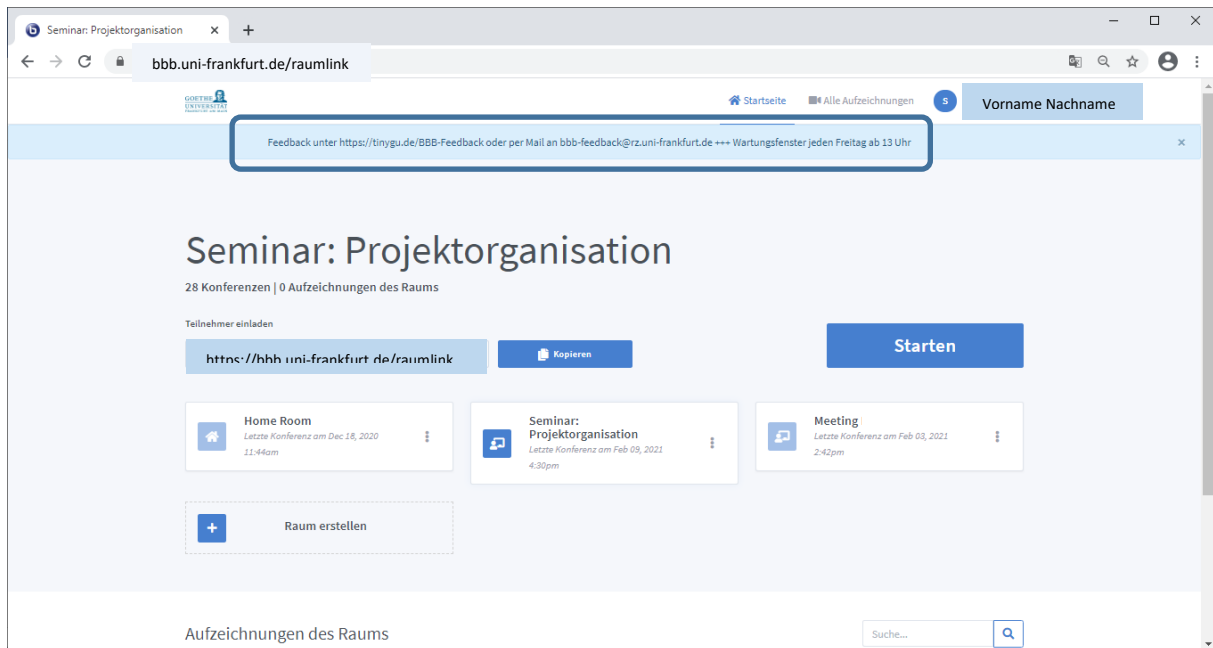 Seminar: Projektorganisation
bbb.uni-frankfurt.de/raumlink
GOETHE
UNIVERSITÄT
Startseite
Alle Aufzeichnungen
S
Vorname Nachname
Feedback unter https://tinygu.de/BBB-Feedback oder per Mail an bbb-feedback@rz.uni-frankfurt.de +++ Wartungsfenster jeden Freitag ab 13 Uhr
Seminar: Projektorganisation
28 Konferenzen | 0 Aufzeichnungen des Raums
Teilnehmer einladen
https://bbb.uni-frankfurt.de/raumlink
Kopieren
Starten
Home Room
Letzte Konferenz am Dec 18, 2020
11:44am
Seminar:
Projektorganisation
Letzte Konferenz am Feb 09, 2021
4:30pm
Meeting
Letzte Konferenz am Feb 03, 2021
2:42pm
Raum erstellen
Aufzeichnungen des Raums
Suche...